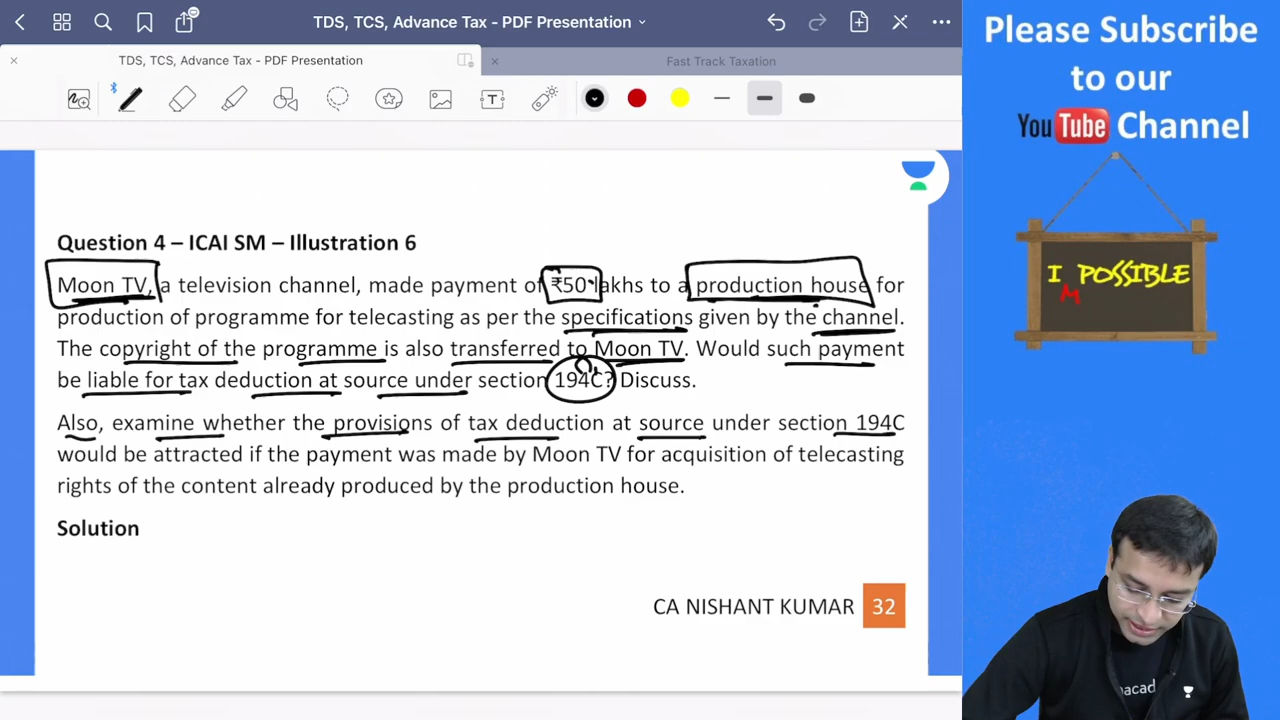 TDS, TCS, Advance Tax - PDF Presentation
TDS, TCS, Advance Tax - PDF Presentation
Fast Track Taxation
Question 4 – ICAI SM – Illustration 6
Moon TV, a television channel, made payment of ₹50 lakhs to a production house for
production of programme for telecasting as per the specifications given by the channel.
The copyright of the programme is also transferred to Moon TV. Would such payment
be liable for tax deduction at source under section 194C? Discuss.
Also, examine whether the provisions of tax deduction at source under section 194C
would be attracted if the payment was made by Moon TV for acquisition of telecasting
rights of the content already produced by the production house.
Solution
CA NISHANT KUMAR 32
Please Subscribe
to our
YouTube Channel
I POSSIBLE
M
acad